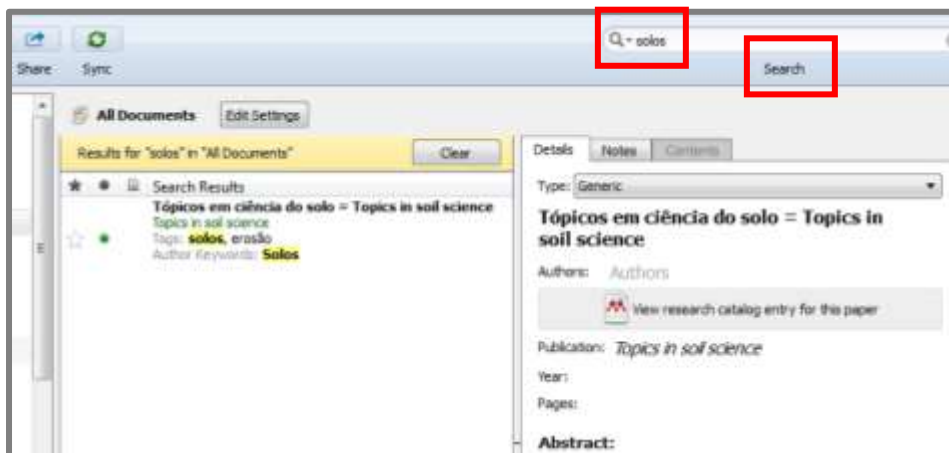 solos
Share Sync Search
All Documents Edit Settings
Results for "solos" in "All Documents" Clear
Search Results
Tópicos em ciência do solo = Topics in soil science
Topics in soil science
Tags: solos, erosão
Author Keywords: Solos
Details Notes Contents
Type: Generic
Tópicos em ciência do solo = Topics in
soil science
Authors: Authors
View research catalog entry for this paper
Publication: Topics in soil science
Year:
Pages:
Abstract: